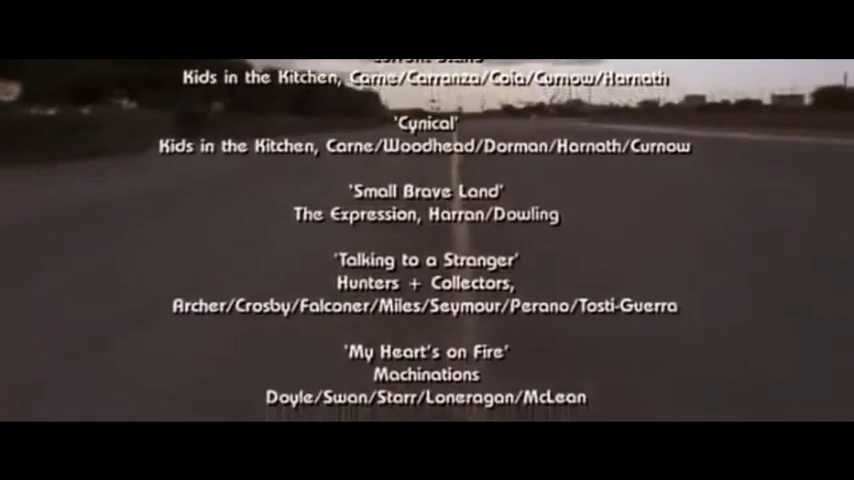 Kids in the Kitchen, Carne/Carranza/Coia/Curnow/Harnath
'Cynical'
Kids in the Kitchen, Carne/Woodhead/Dorman/Harnath/Curnow
'Small Brave Land'
The Expression, Harran/Dowling
'Talking to a Stranger'
Hunters + Collectors,
Archer/Crosby/Falconer/Miles/Seymour/Perano/Tosti-Guerra
'My Heart's on Fire'
Machinations
Doyle/Swan/Starr/Loneragan/McLean